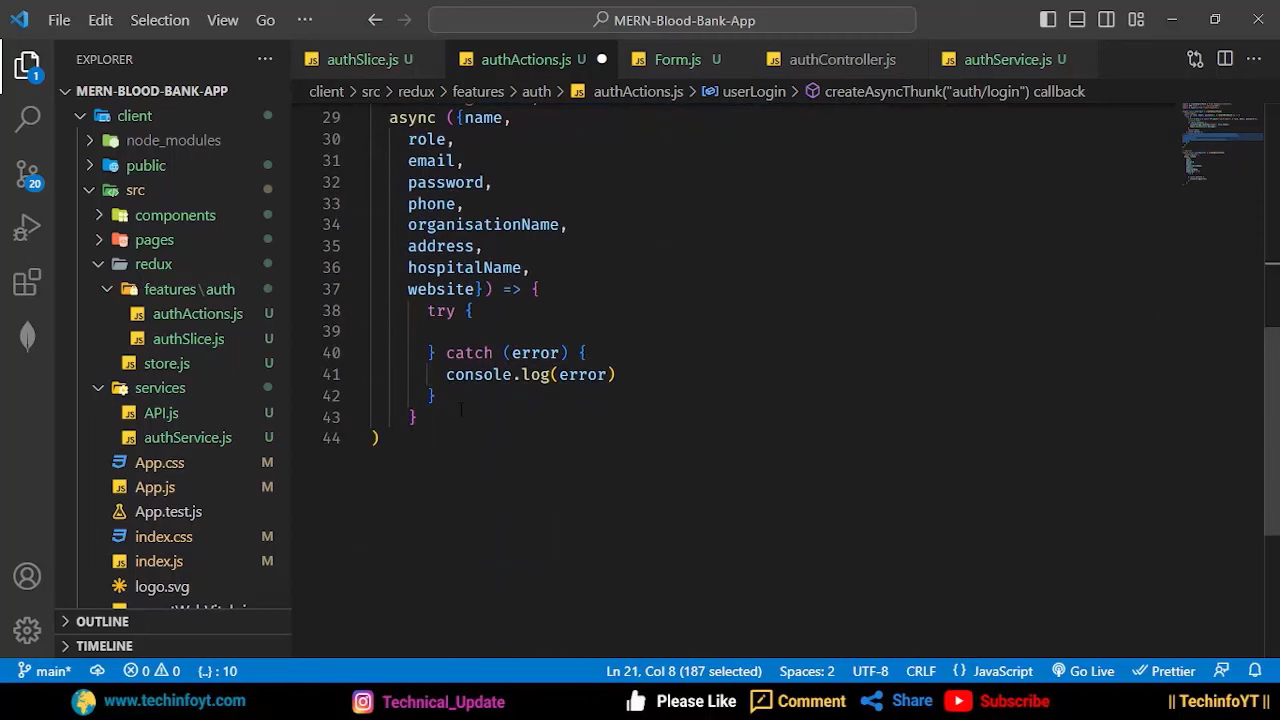 File Edit Selection View Go ··· MERN-Blood-Bank-App
EXPLORER ···
1
20
MERN-BLOOD-BANK-APP
client
node_modules
public
src
components
pages
redux
features\auth
authActions.js U
authSlice.js U
store.js U
services
API.js U
authService.js U
App.css M
App.js M
App.test.js
index.css M
index.js M
logo.svg
OUTLINE
TIMELINE
authSlice.js U authActions.js U Form.js U authController.js authService.js U
client > src > redux > features > auth > authActions.js > userLogin > createAsyncThunk("auth/login") callback
29 async ({name,
30 role,
31 email,
32 password,
33 phone,
34 organisationName,
35 address,
36 hospitalName,
37 website}) => {
38 try {
39
40 } catch (error) {
41 console.log(error)
42 }
43 }
44 )
main* 0 0 {..} : 10 Ln 21, Col 8 (187 selected) Spaces: 2 UTF-8 CRLF {} JavaScript Go Live Prettier
www.techinfoyt.com Technical_Update Please Like Comment Share Subscribe || TechinfoYT ||